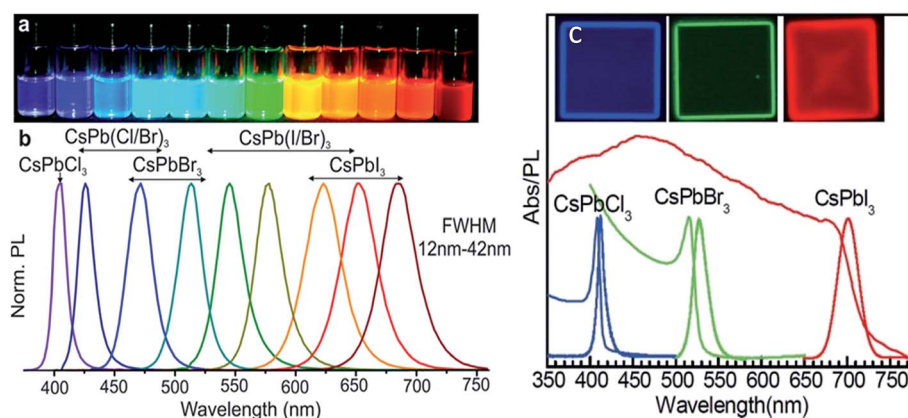 a
b
CsPb(Cl/Br)₃
CsPb(I/Br)₃
CsPbCl₃
CsPbBr₃
CsPbI₃
FWHM
12nm-42nm
Norm. PL
400 450 500 550 600 650 700 750
Wavelength (nm)
C
Abs/PL
CsPbCl₃
CsPbBr₃
CsPbI₃
350 400 450 500 550 600 650 700 750
Wavelength(nm)